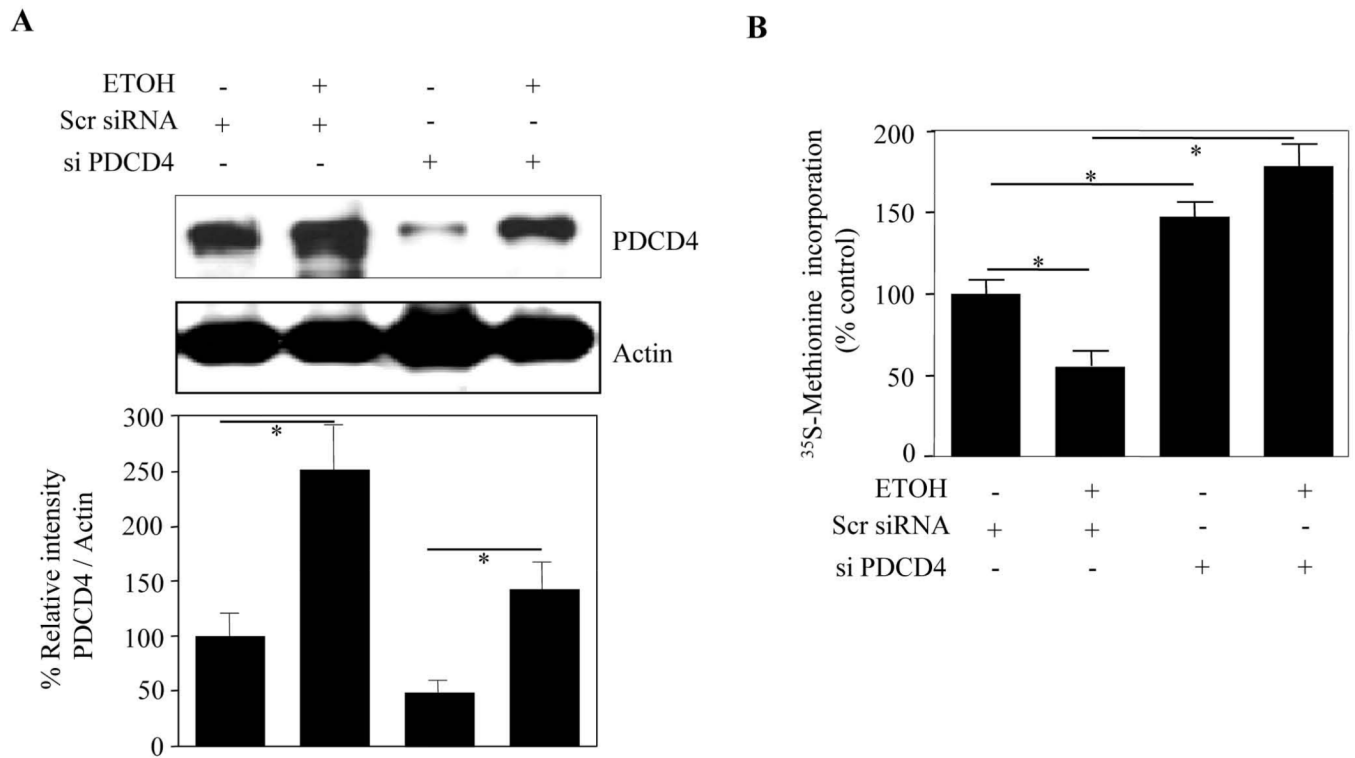 A
ETOH - + - +
Scr siRNA + + - -
si PDCD4 - - + +
PDCD4
Actin
% Relative intensity
PDCD4 / Actin
300
250
200
150
100
50
0
*
*
B
35S-Methionine incorporation
(% control)
200
150
100
50
0
*
*
*
ETOH - + - +
Scr siRNA + + - -
si PDCD4 - - + +